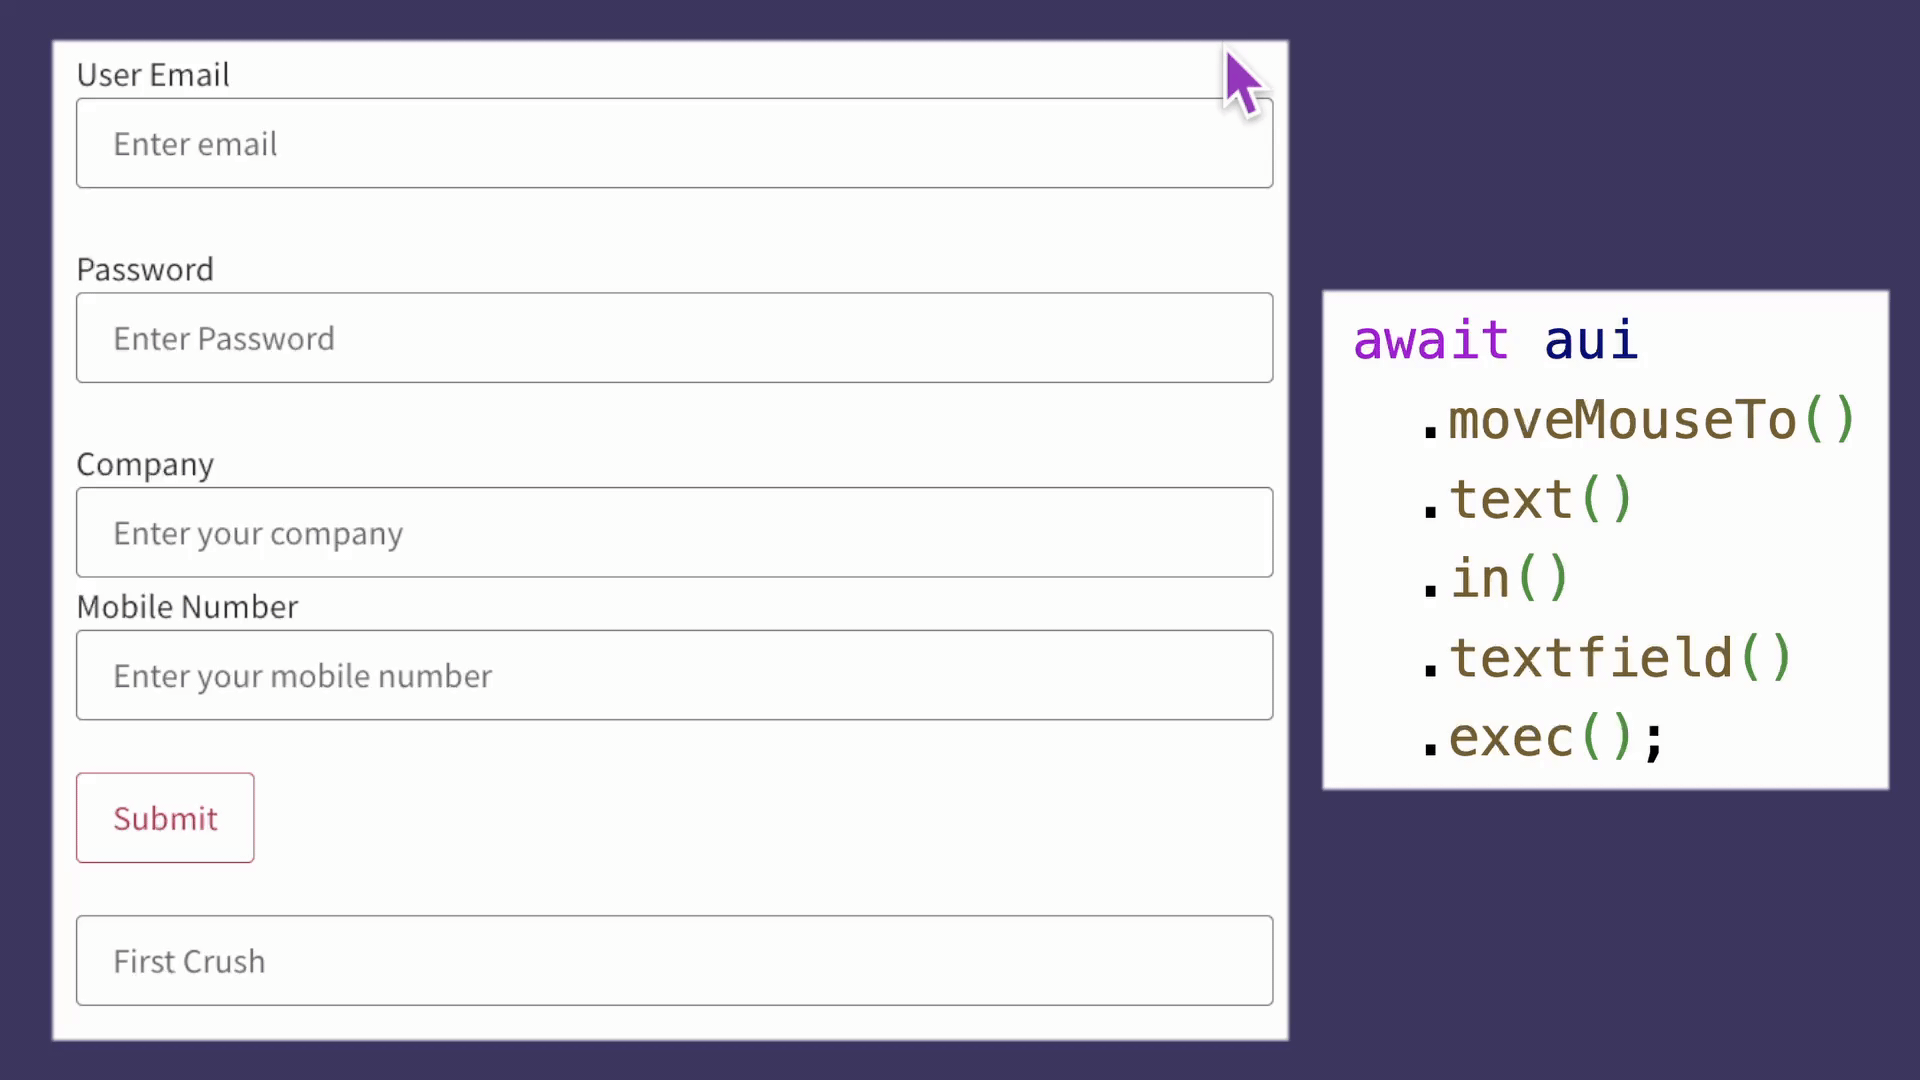 User Email
Enter email
Password
Enter Password
Company
Enter your company
Mobile Number
Enter your mobile number
Submit
First Crush
await aui
.moveMouseTo()
.text()
.in()
.textfield()
.exec();